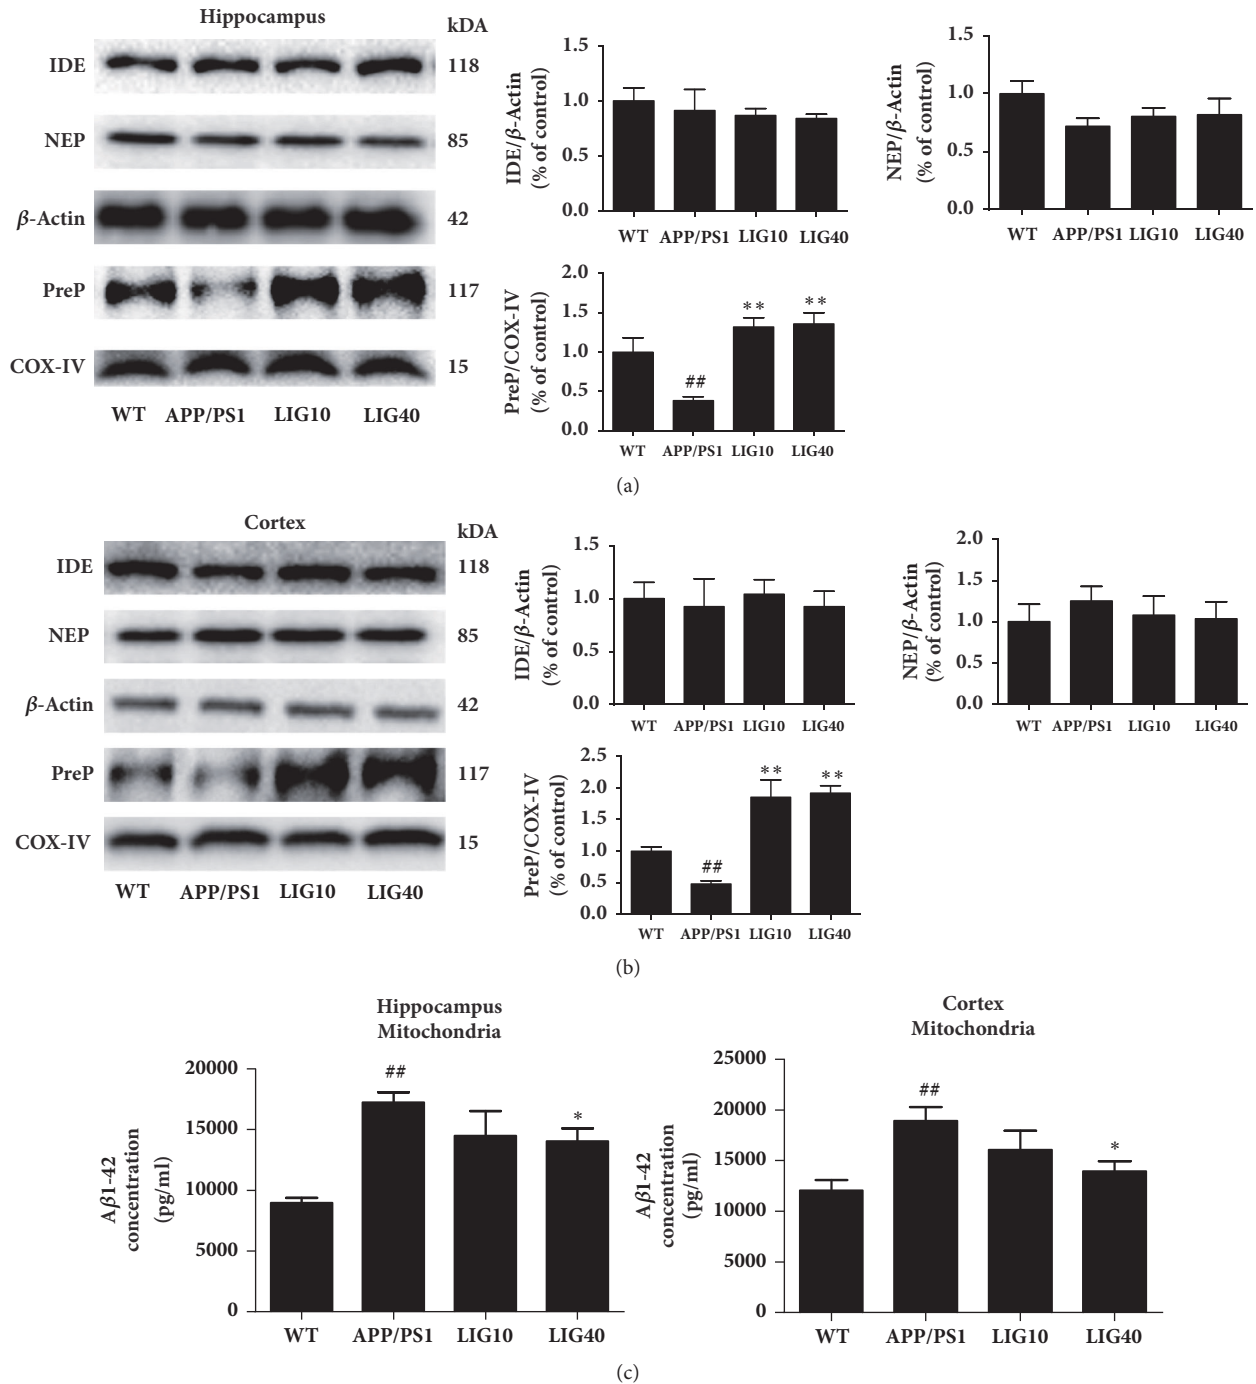 Hippocampus
kDA
IDE
118
NEP
85
β-Actin
42
PreP
117
COX-IV
15
WT APP/PS1 LIG10 LIG40
IDE/β-Actin
(% of control)
1.5
1.0
0.5
0.0
WT APP/PS1 LIG10 LIG40
NEP/β-Actin
(% of control)
1.5
1.0
0.5
0.0
WT APP/PS1 LIG10 LIG40
PreP/COX-IV
(% of control)
2.0
1.5
1.0
0.5
0.0
##
**
**
WT APP/PS1 LIG10 LIG40
(a)
Cortex
kDA
IDE
118
NEP
85
β-Actin
42
PreP
117
COX-IV
15
WT APP/PS1 LIG10 LIG40
IDE/β-Actin
(% of control)
1.5
1.0
0.5
0.0
WT APP/PS1 LIG10 LIG40
NEP/β-Actin
(% of control)
2.0
1.5
1.0
0.5
0.0
WT APP/PS1 LIG10 LIG40
PreP/COX-IV
(% of control)
2.5
2.0
1.5
1.0
0.5
0.0
##
**
**
WT APP/PS1 LIG10 LIG40
(b)
Hippocampus
Mitochondria
Aβ1-42
concentration
(pg/ml)
20000
15000
10000
5000
0
##
*
WT APP/PS1 LIG10 LIG40
Cortex
Mitochondria
Aβ1-42
concentration
(pg/ml)
25000
20000
15000
10000
5000
0
##
*
WT APP/PS1 LIG10 LIG40
(c)